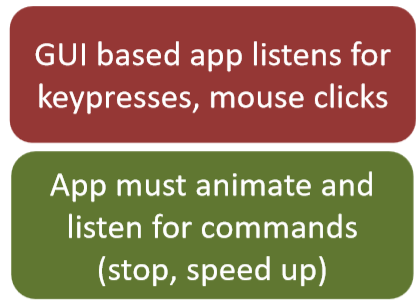 GUI based app listens for
keypresses, mouse clicks
App must animate and
listen for commands
(stop, speed up)